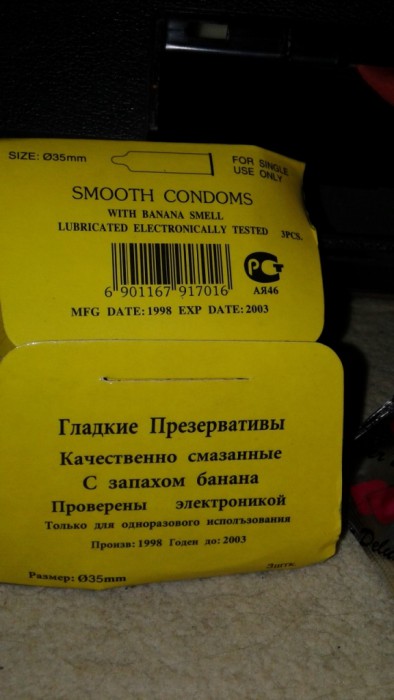 SIZE: Ø35mm
FOR SINGLE
USE ONLY
SMOOTH CONDOMS
WITH BANANA SMELL
LUBRICATED ELECTRONICALLY TESTED 3PCS.
6 901167 917016
РСТ
АЯ46
MFG DATE: 1998 EXP DATE: 2003
Гладкие Презервативы
Качественно смазанные
С запахом банана
Проверены электроникой
Только для одноразового использования
Произв: 1998 Годен до: 2003
Размер: Ø35mm
3шть